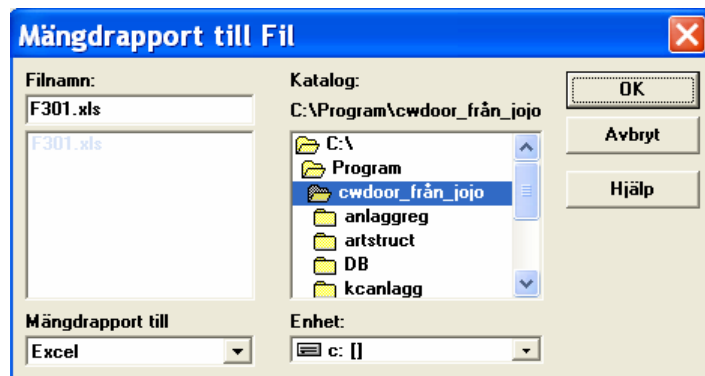 Mängdrapport till Fil
Filnamn:
F301.xls
F301.xls
Mängdrapport till
Excel
Katalog:
C:\Program\cwdoor_från_jojo
C:\
Program
cwdoor_från_jojo
anlaggreg
artstruct
DB
kcanlagg
Enhet:
c: []
OK
Avbryt
Hjälp